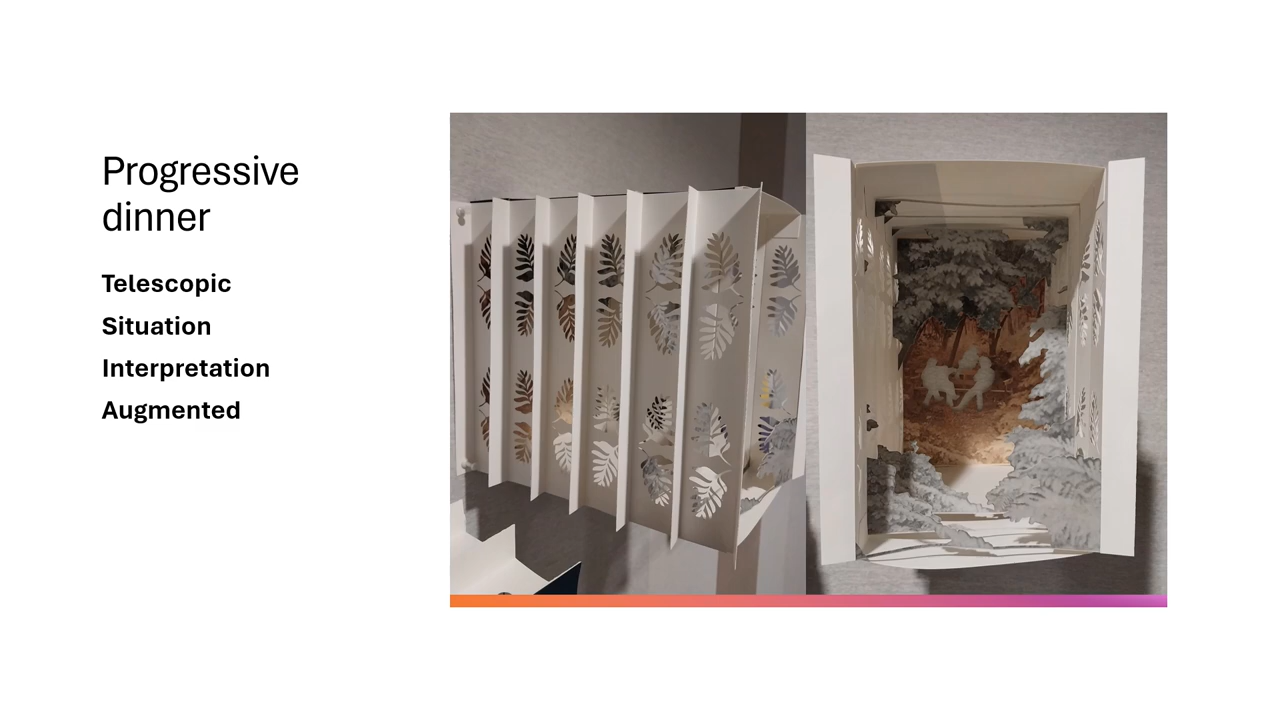 Progressive
dinner
Telescopic
Situation
Interpretation
Augmented